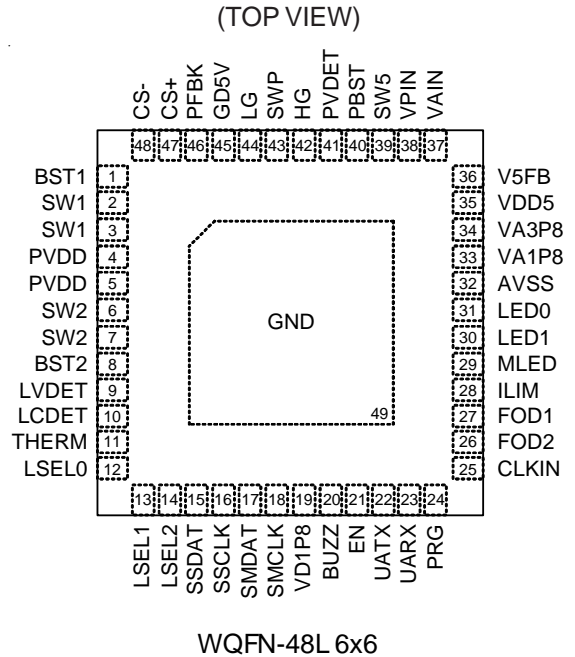 (TOP VIEW)
CS-
CS+
PFBK
GD5V
LG
SWP
HG
PVDET
PBST
SW5
VPIN
VAIN
48 47 46 45 44 43 42 41 40 39 38 37
BST1 1 36 V5FB
SW1 2 35 VDD5
SW1 3 34 VA3P8
PVDD 4 33 VA1P8
PVDD 5 32 AVSS
SW2 6 31 LED0
SW2 7 30 LED1
BST2 8 29 MLED
LVDET 9 28 ILIM
LCDET 10 27 FOD1
THERM 11 26 FOD2
LSEL0 12 25 CLKIN
GND
49
13 14 15 16 17 18 19 20 21 22 23 24
LSEL1
LSEL2
SSDAT
SSCLK
SMDAT
SMCLK
VD1P8
BUZZ
EN
UATX
UARX
PRG
WQFN-48L 6x6